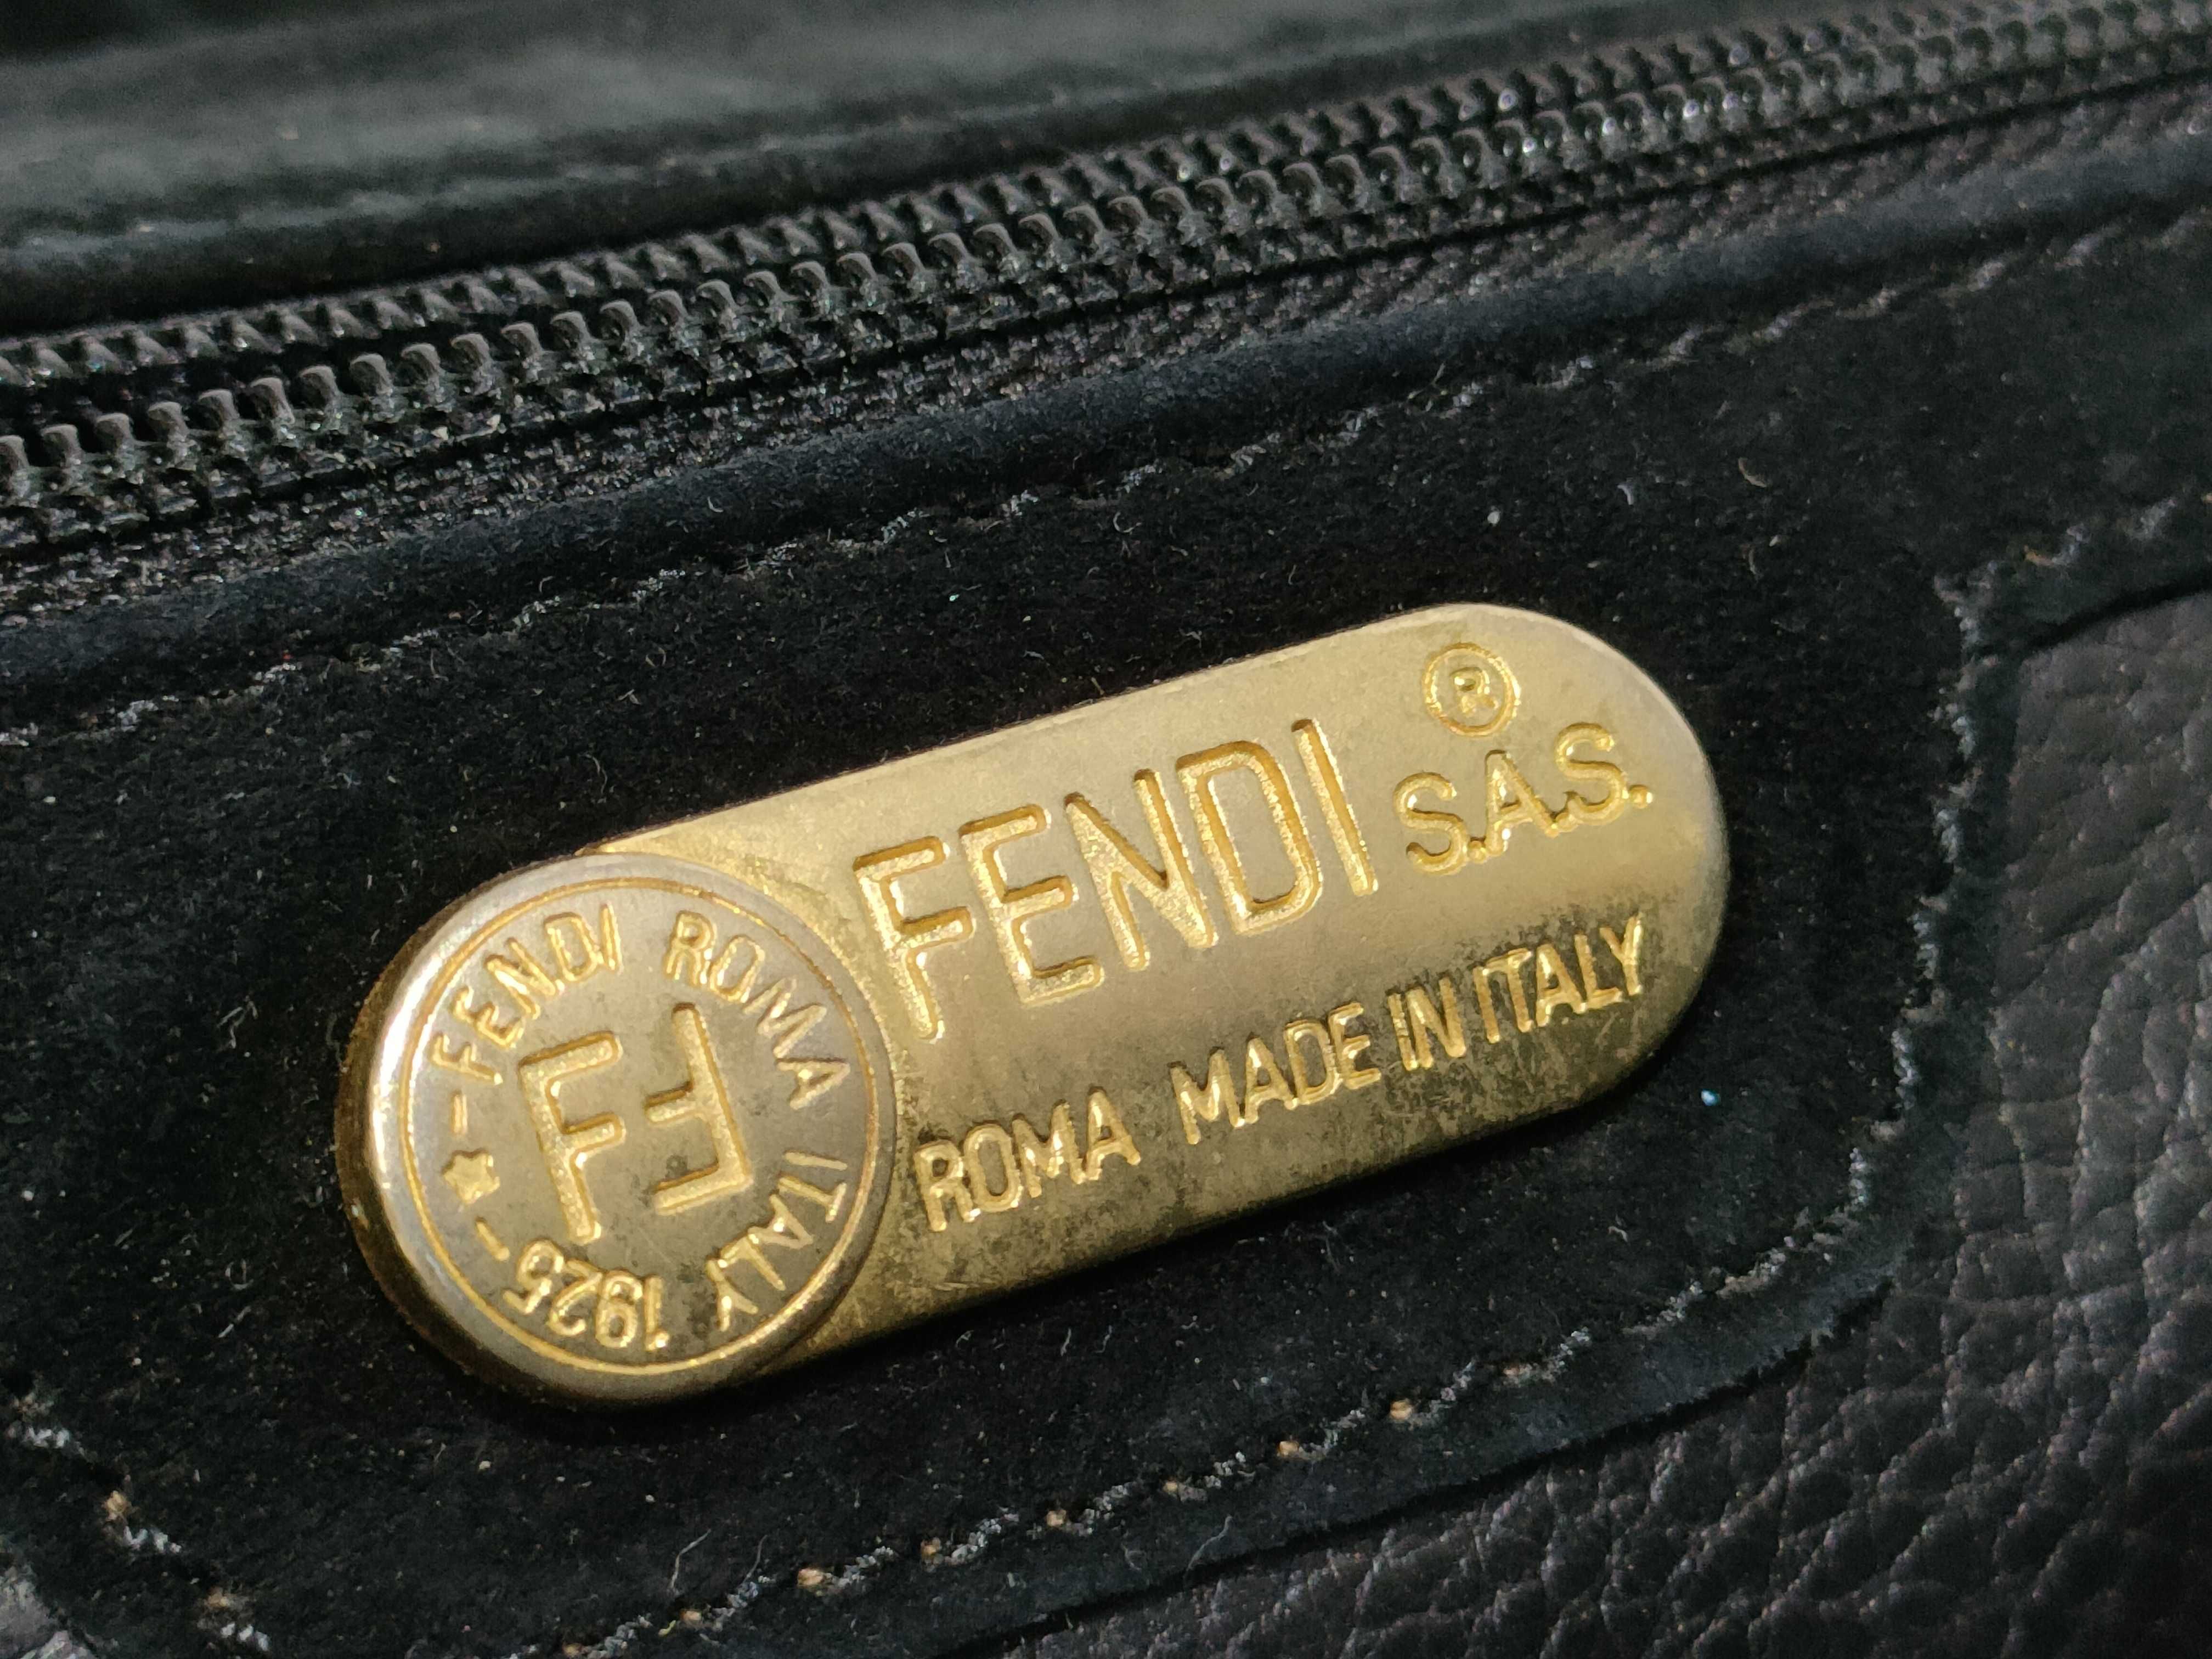 FENDI ® S.A.S.
ROMA MADE IN ITALY
FENDI ROMA ITALY 1925
FF